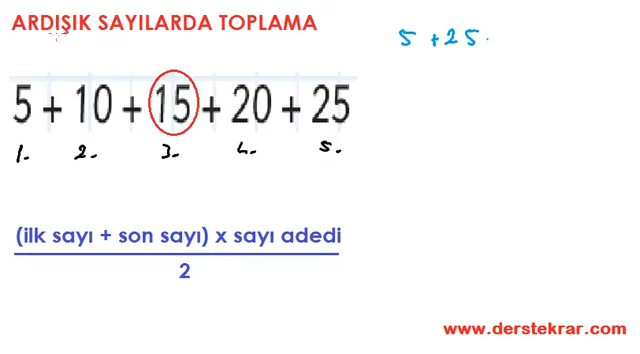 ARDIŞIK SAYILARDA TOPLAMA
5 + 25.
5 + 10 + 15 + 20 + 25
1. 2. 3. 4. 5.
(ilk sayı + son sayı) x sayı adedi
2
www.derstekrar.com